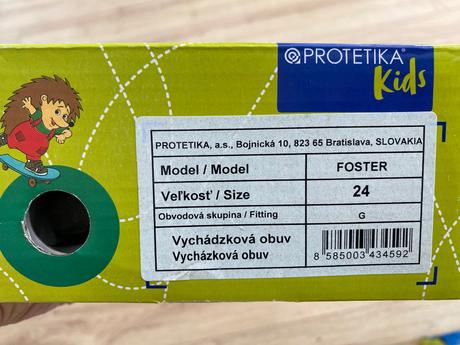 PROTETIKA®
Kids
PROTETIKA, a.s., Bojnická 10, 823 65 Bratislava, SLOVAKIA
Model / Model FOSTER
Veľkosť / Size 24
Obvodová skupina / Fitting G
Vychádzková obuv
Vycházková obuv
8 585003 434592